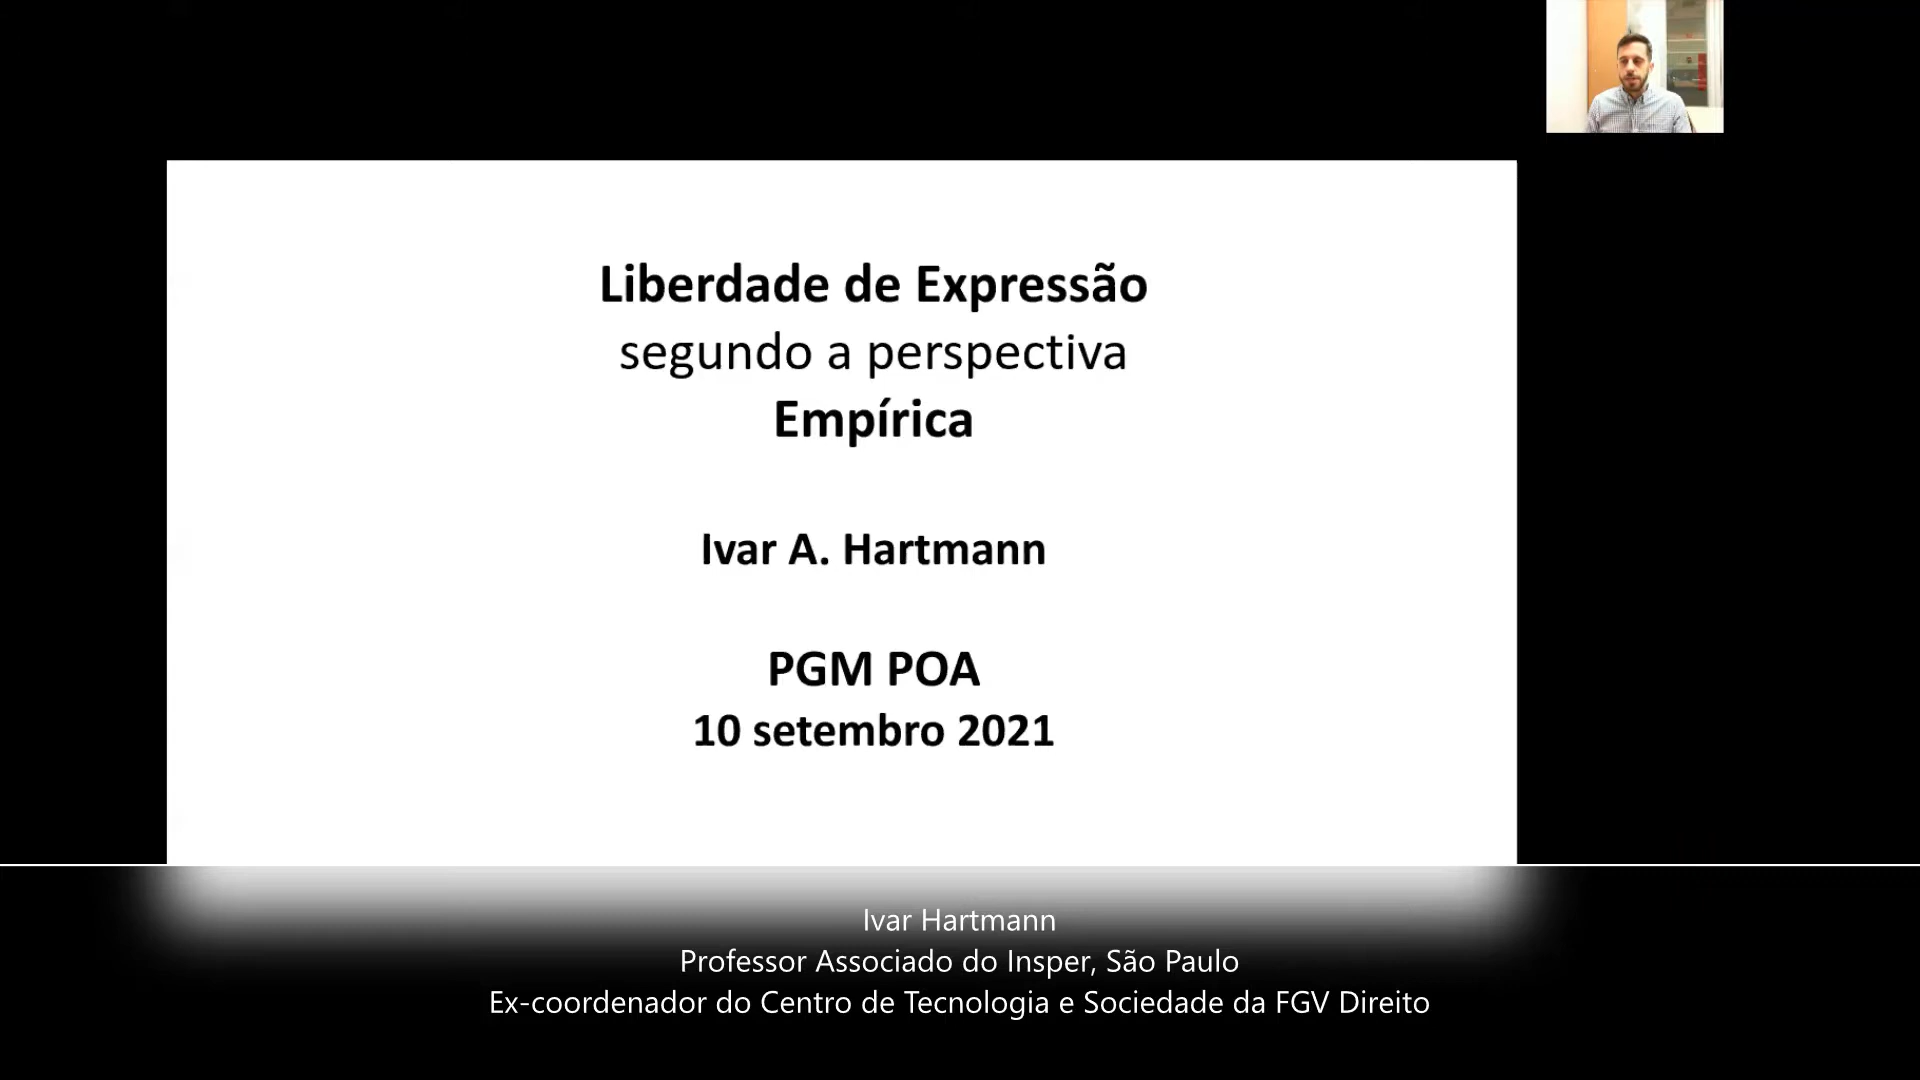 Liberdade de Expressão
segundo a perspectiva
Empírica
Ivar A. Hartmann
PGM POA
10 setembro 2021
Ivar Hartmann
Professor Associado do Insper, São Paulo
Ex-coordenador do Centro de Tecnologia e Sociedade da FGV Direito